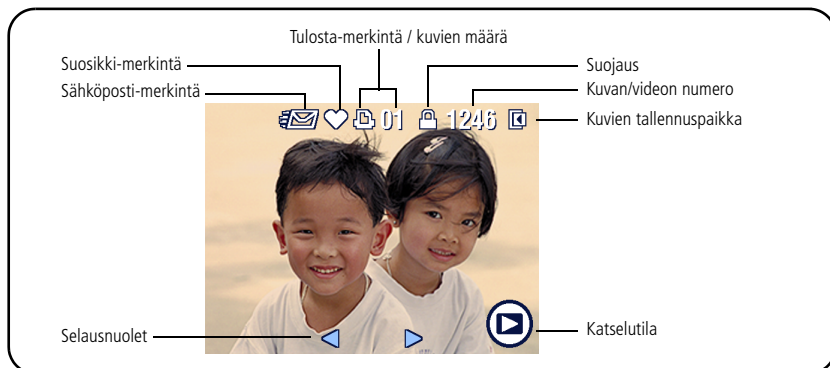 Tulosta-merkintä / kuvien määrä
Suosikki-merkintä
Suojaus
Sähköposti-merkintä
Kuvan/videon numero
01 1246
Kuvien tallennuspaikka
Selausnuolet
Katselutila